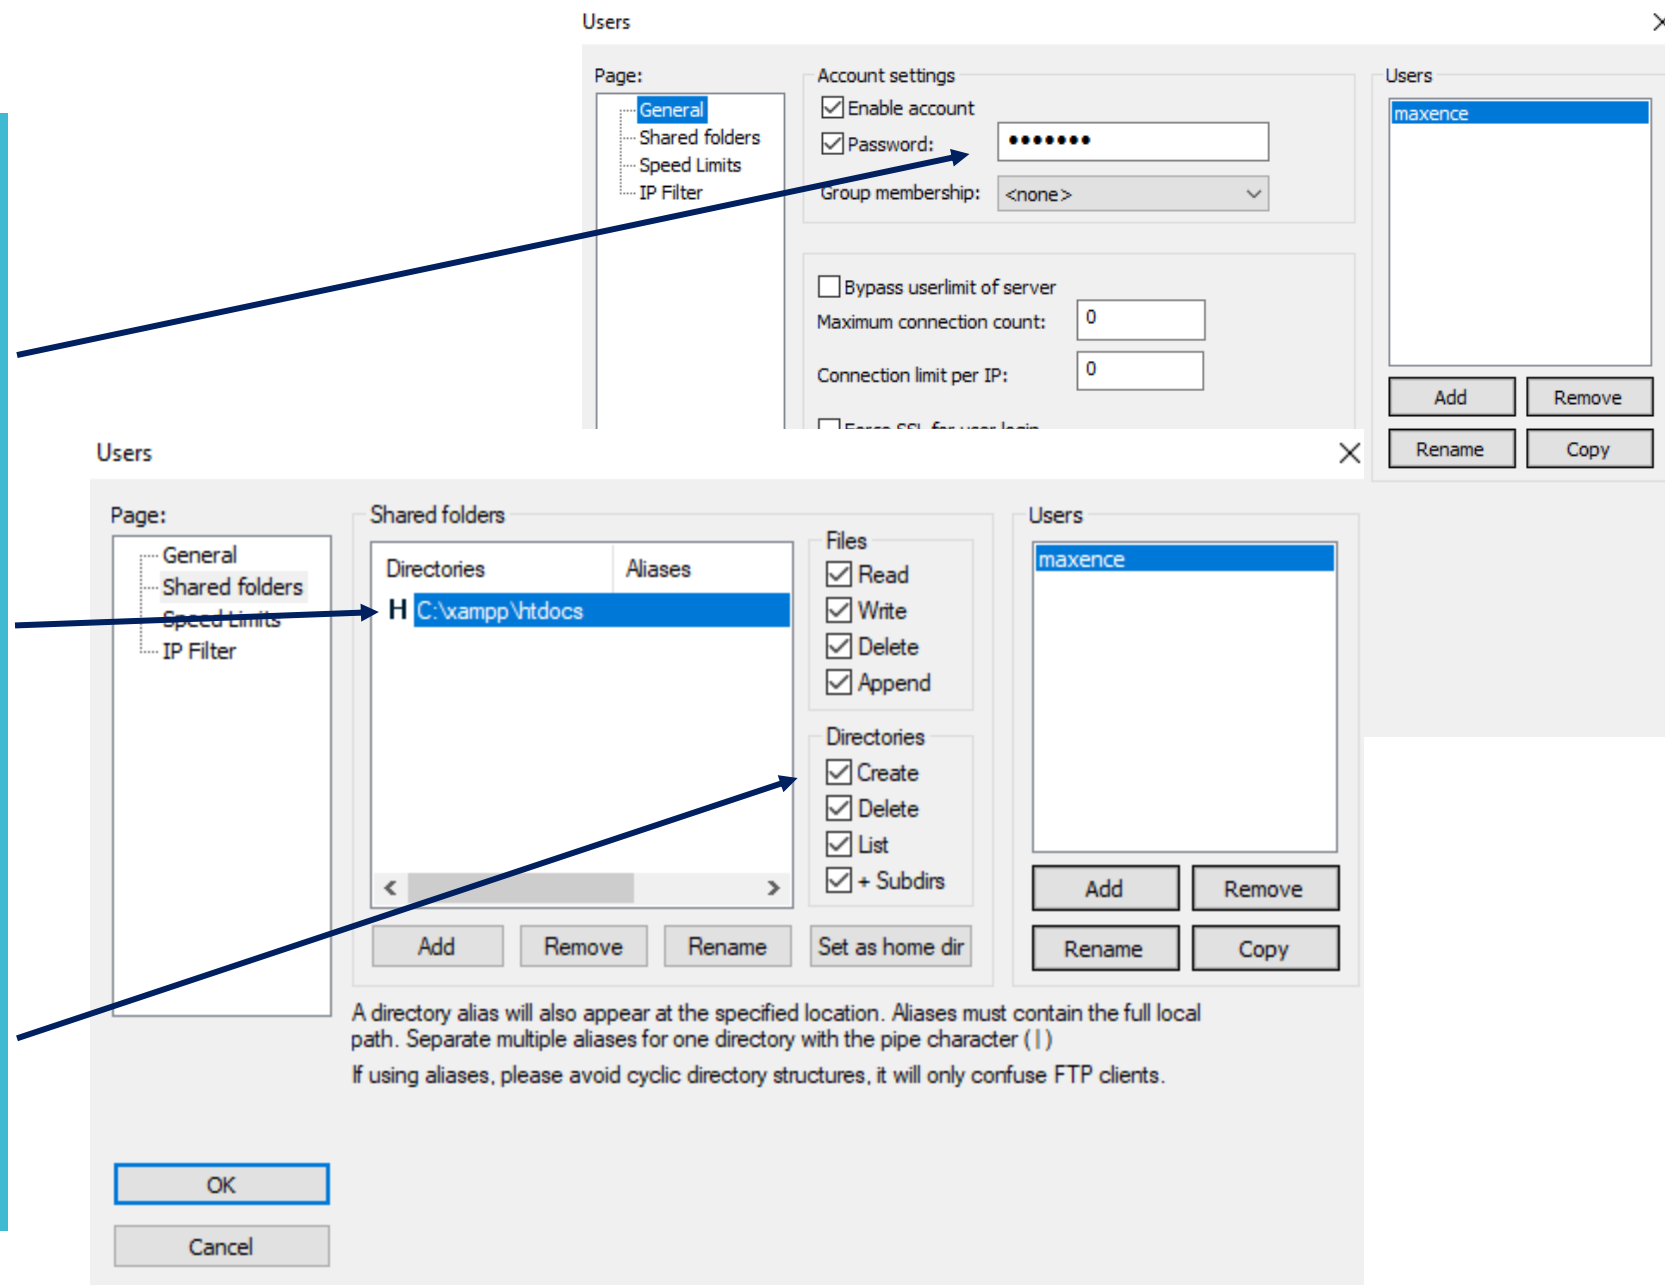 Users
Page:
General
Shared folders
Speed Limits
IP Filter
Account settings
Enable account
Password:
•••••••
Group membership:
<none>
Bypass userlimit of server
Maximum connection count:
0
Connection limit per IP:
0
Force SSL for user login
Users
maxence
Add
Remove
Rename
Copy
Users
Page:
General
Shared folders
Speed Limits
IP Filter
Shared folders
Directories
Aliases
H C:\xampp\htdocs
Add
Remove
Rename
Set as home dir
Files
Read
Write
Delete
Append
Directories
Create
Delete
List
+ Subdirs
Users
maxence
Add
Remove
Rename
Copy
A directory alias will also appear at the specified location. Aliases must contain the full local
path. Separate multiple aliases for one directory with the pipe character (|)
If using aliases, please avoid cyclic directory structures, it will only confuse FTP clients.
OK
Cancel